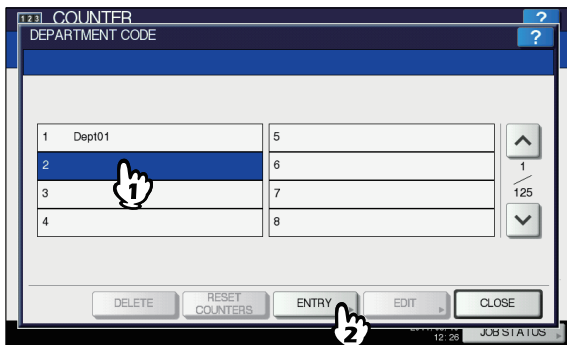 123 COUNTER ?
DEPARTMENT CODE ?
1 Dept01
2
3
4
5
6
7
8
1
1
125
DELETE
RESET
COUNTERS
ENTRY
EDIT
CLOSE
2
12:26
JOB STATUS